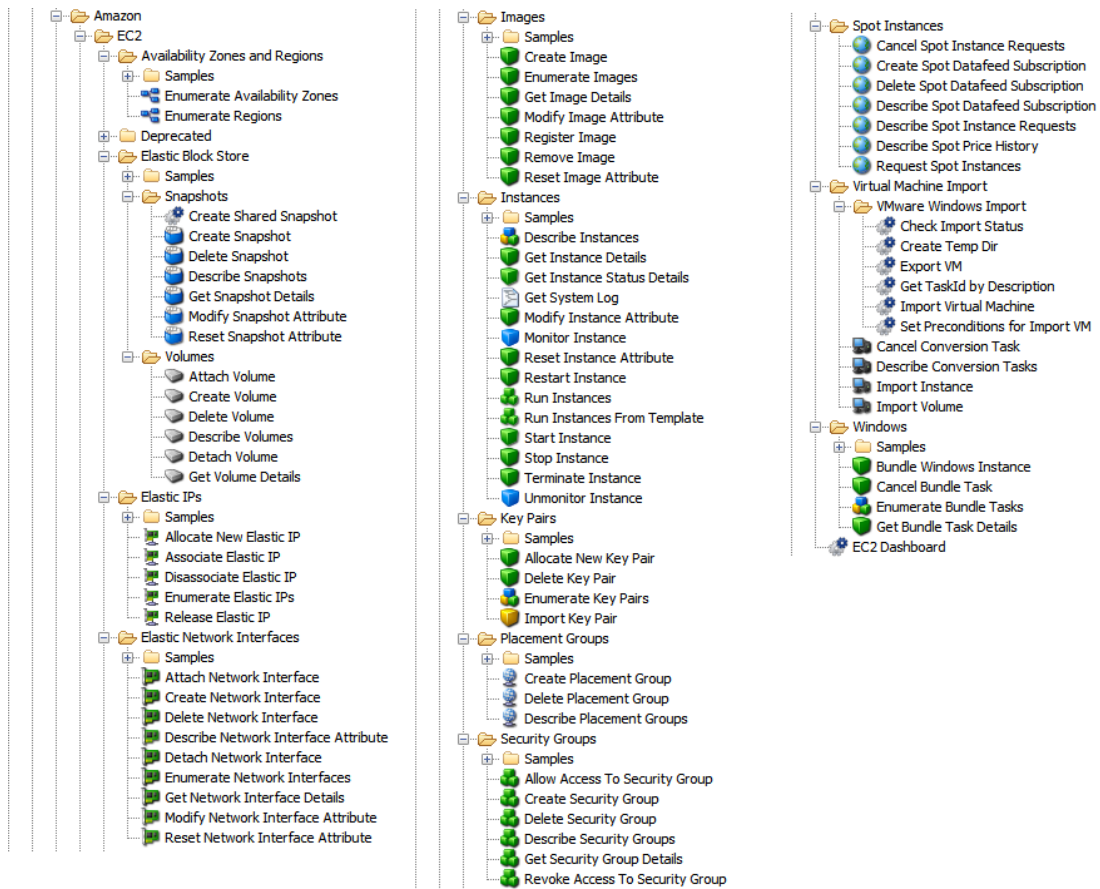 Amazon
EC2
Availability Zones and Regions
Samples
Enumerate Availability Zones
Enumerate Regions
Deprecated
Elastic Block Store
Samples
Snapshots
Create Shared Snapshot
Create Snapshot
Delete Snapshot
Describe Snapshots
Get Snapshot Details
Modify Snapshot Attribute
Reset Snapshot Attribute
Volumes
Attach Volume
Create Volume
Delete Volume
Describe Volumes
Detach Volume
Get Volume Details
Elastic IPs
Samples
Allocate New Elastic IP
Associate Elastic IP
Disassociate Elastic IP
Enumerate Elastic IPs
Release Elastic IP
Elastic Network Interfaces
Samples
Attach Network Interface
Create Network Interface
Delete Network Interface
Describe Network Interface Attribute
Detach Network Interface
Enumerate Network Interfaces
Get Network Interface Details
Modify Network Interface Attribute
Reset Network Interface Attribute
Images
Samples
Create Image
Enumerate Images
Get Image Details
Modify Image Attribute
Register Image
Remove Image
Reset Image Attribute
Instances
Samples
Describe Instances
Get Instance Details
Get Instance Status Details
Get System Log
Modify Instance Attribute
Monitor Instance
Reset Instance Attribute
Restart Instance
Run Instances
Run Instances From Template
Start Instance
Stop Instance
Terminate Instance
Unmonitor Instance
Key Pairs
Samples
Allocate New Key Pair
Delete Key Pair
Enumerate Key Pairs
Import Key Pair
Placement Groups
Samples
Create Placement Group
Delete Placement Group
Describe Placement Groups
Security Groups
Samples
Allow Access To Security Group
Create Security Group
Delete Security Group
Describe Security Groups
Get Security Group Details
Revoke Access To Security Group
Spot Instances
Cancel Spot Instance Requests
Create Spot Datafeed Subscription
Delete Spot Datafeed Subscription
Describe Spot Datafeed Subscription
Describe Spot Instance Requests
Describe Spot Price History
Request Spot Instances
Virtual Machine Import
VMware Windows Import
Check Import Status
Create Temp Dir
Export VM
Get TaskId by Description
Import Virtual Machine
Set Preconditions for Import VM
Cancel Conversion Task
Describe Conversion Tasks
Import Instance
Import Volume
Windows
Samples
Bundle Windows Instance
Cancel Bundle Task
Enumerate Bundle Tasks
Get Bundle Task Details
EC2 Dashboard